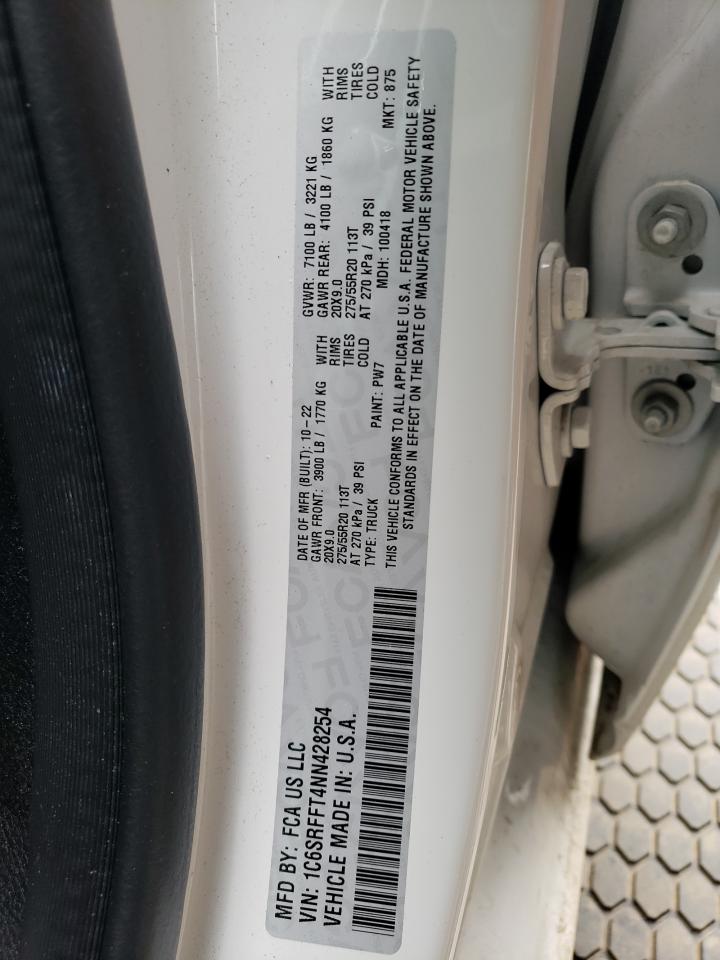 MFD BY: FCA US LLC
VIN: 1C6SRFFT4NN428254
VEHICLE MADE IN: U.S.A.
DATE OF MFR (BUILT): 10-22
GAWR FRONT: 3900 LB / 1770 KG WITH
20X9.0 RIMS
275/55R20 113T TIRES
AT 270 kPa / 39 PSI COLD
TYPE: TRUCK PAINT: PW7
GVWR: 7100 LB / 3221 KG
GAWR REAR: 4100 LB / 1860 KG WITH
20X9.0 RIMS
275/55R20 113T TIRES
AT 270 kPa / 39 PSI COLD
MDH: 100418 MKT: 875
THIS VEHICLE CONFORMS TO ALL APPLICABLE U.S.A. FEDERAL MOTOR VEHICLE SAFETY
STANDARDS IN EFFECT ON THE DATE OF MANUFACTURE SHOWN ABOVE.